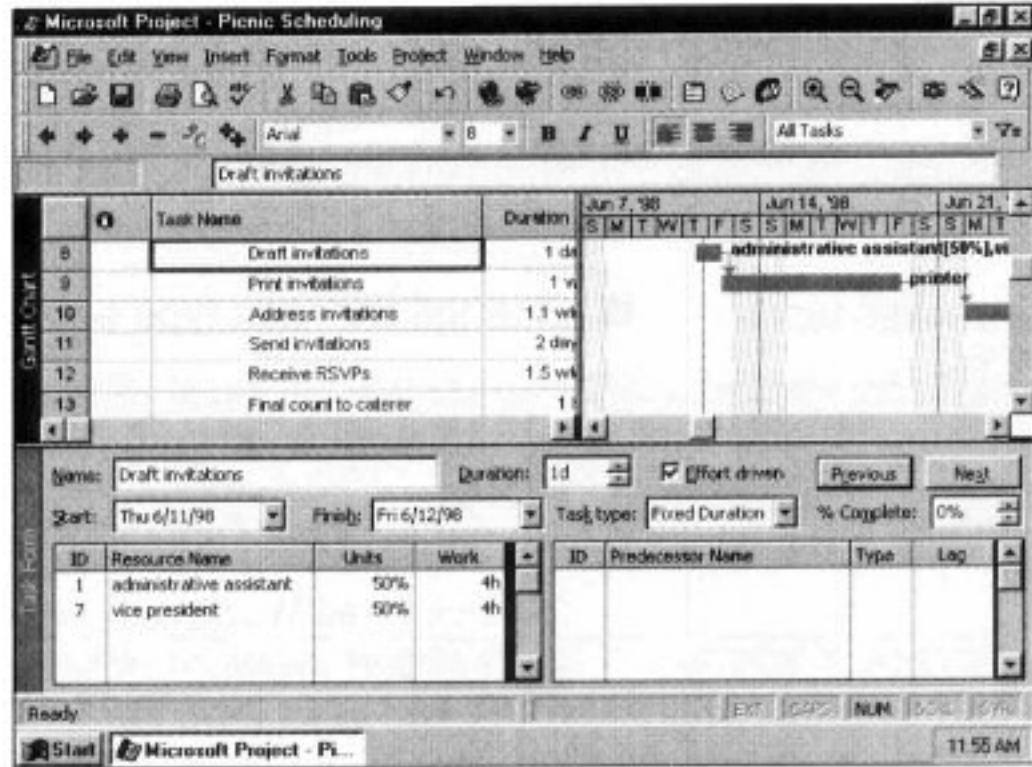 Microsoft Project - Picnic Scheduling
File Edit View Insert Format Tools Project Window Help
Arial 8 B I U All Tasks
Draft invitations
Gantt Chart
Task Name Duration Jun 7, '98 Jun 14, '98 Jun 21, '
S M T W T F S S M T W T F S S M T
8 Draft invitations 1 da administrative assistant[50%],vi
9 Print invitations 1 w printer
10 Address invitations 1.1 wk
11 Send invitations 2 day
12 Receive RSVPs 1.5 wk
13 Final count to caterer 1
Task Form
Name: Draft invitations Duration: 1d Effort driven Previous Next
Start: Thu 6/11/98 Finish: Fri 6/12/98 Task type: Fixed Duration % Complete: 0%
ID Resource Name Units Work ID Predecessor Name Type Lag
1 administrative assistant 50% 4h
7 vice president 50% 4h
Ready EXT CAPS NUM
Start Microsoft Project - Pi... 11:55 AM